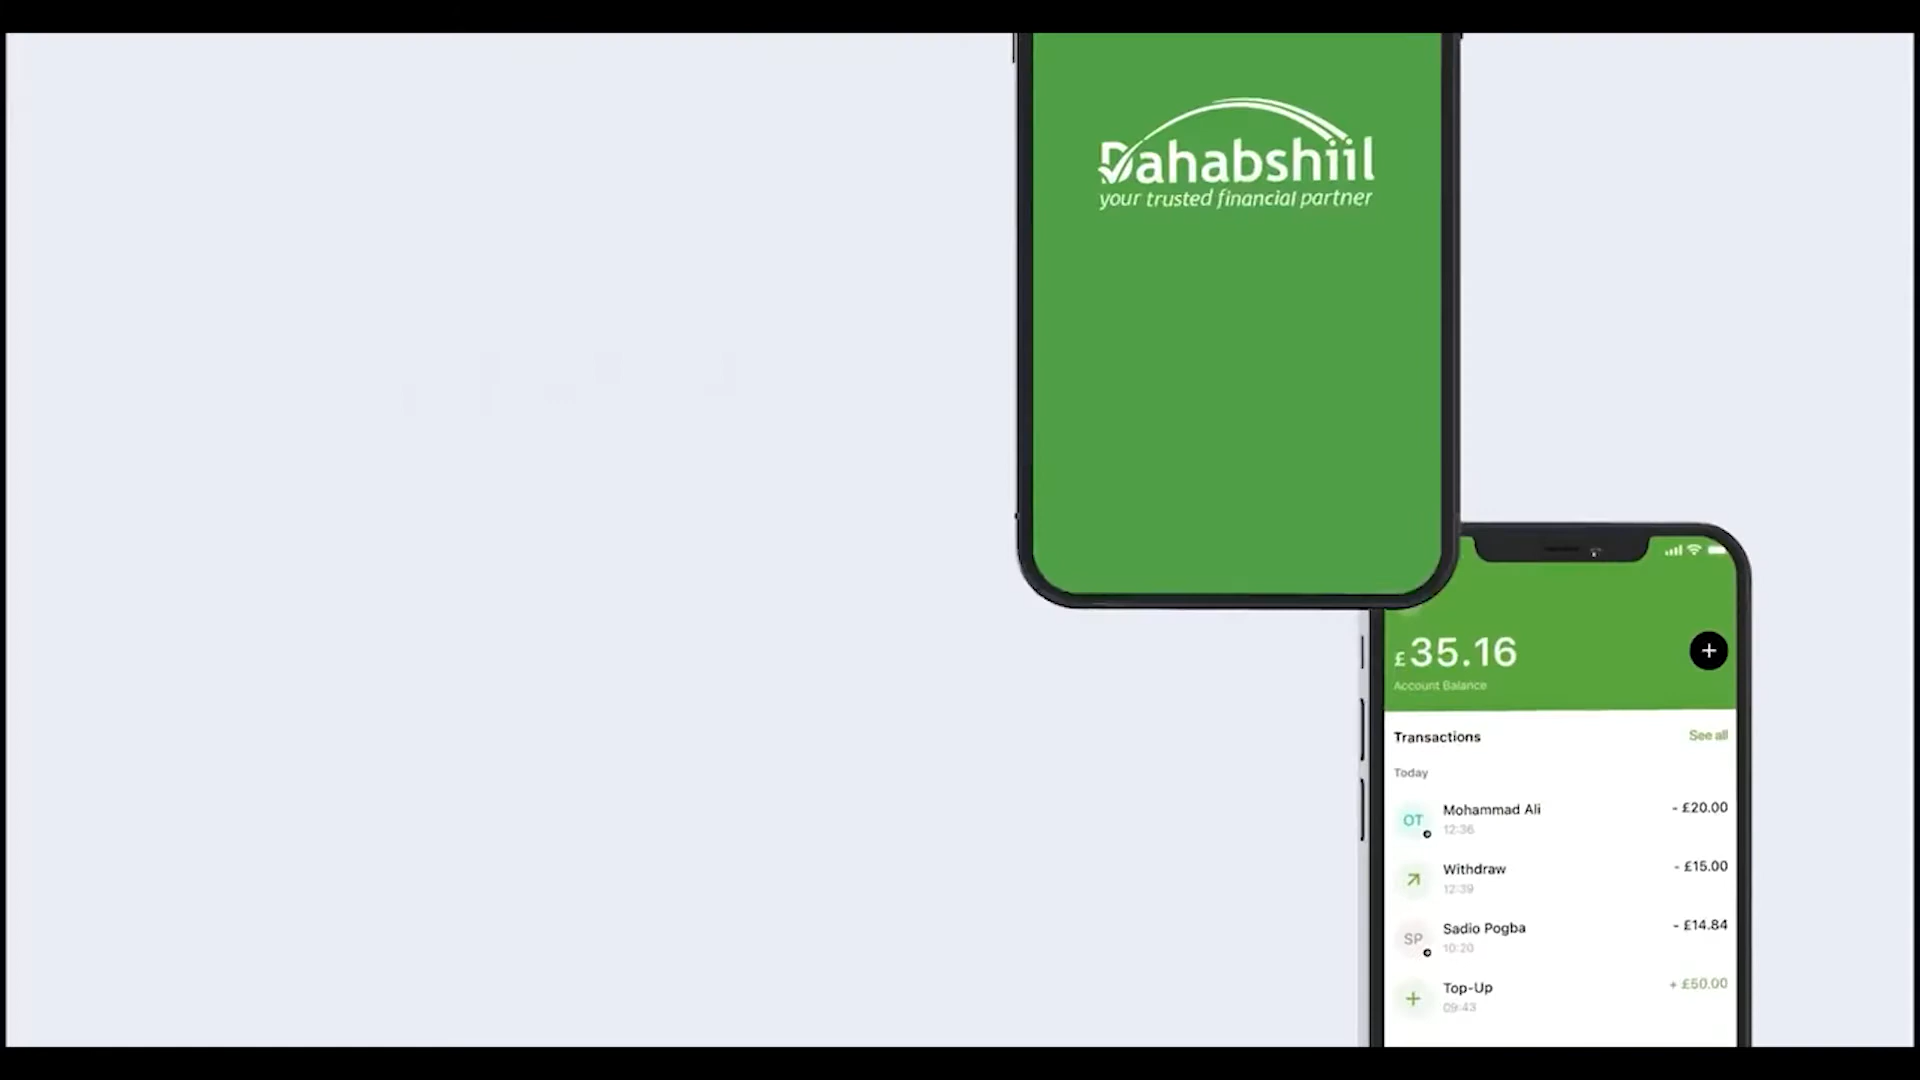 Dahabshiil
your trusted financial partner
£35.16
Account Balance
Transactions
See all
Today
OT
Mohammad Ali
- £20.00
12:36
Withdraw
- £15.00
12:39
SP
Sadio Pogba
- £14.84
10:20
Top-Up
+ £50.00
09:43